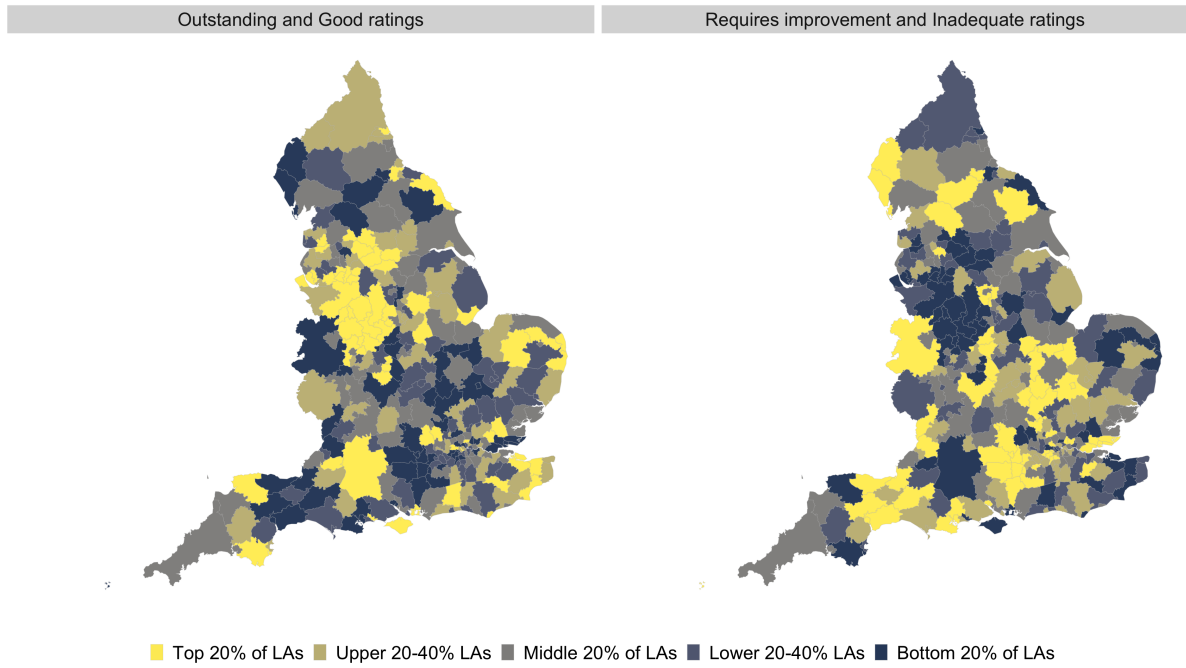 Outstanding and Good ratings
Requires improvement and Inadequate ratings
Top 20% of LAs Upper 20-40% LAs Middle 20% of LAs Lower 20-40% LAs Bottom 20% of LAs